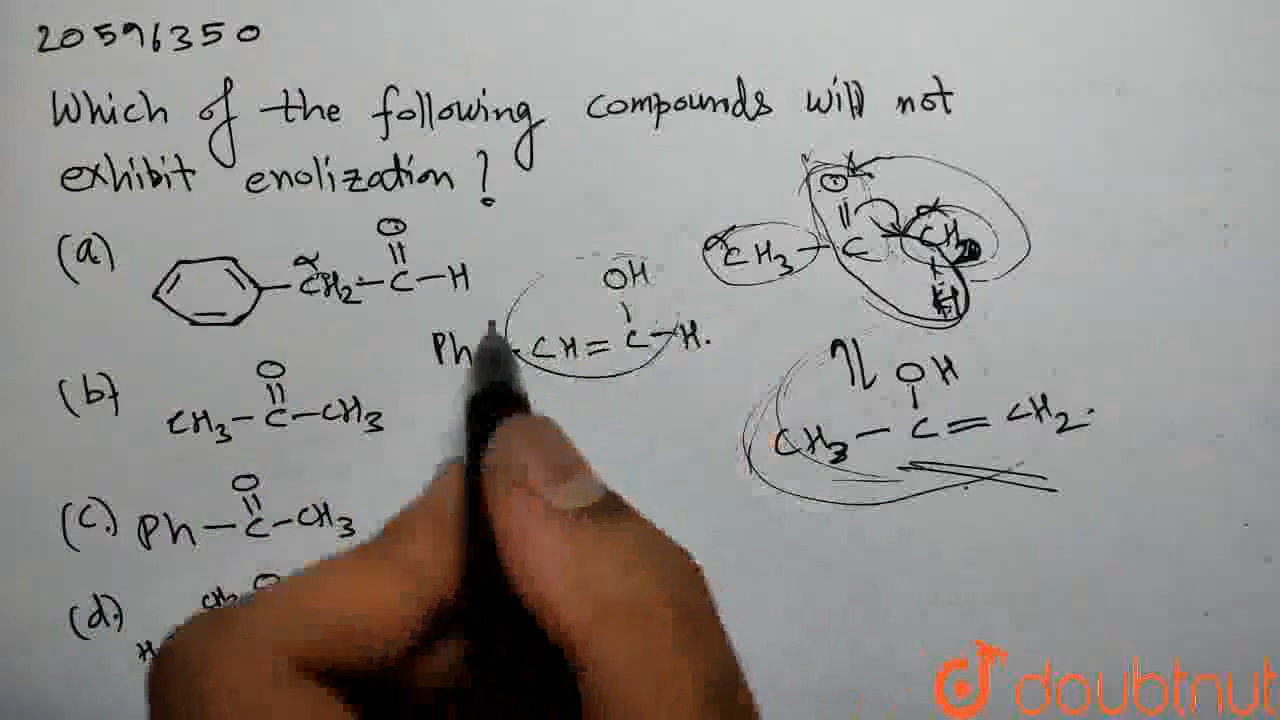 20596350
Which of the following compounds will not
exhibit enolization ?
(a) α CH2 - C - H
O
(b) CH3 - C - CH3
O
(c.) Ph - C - CH3
O
(d.) CH3 O
H
O
α CH3 - C - α CH2
H
OH
Ph - CH = C - H.
OH
CH3 - C = CH2.
doubtnut